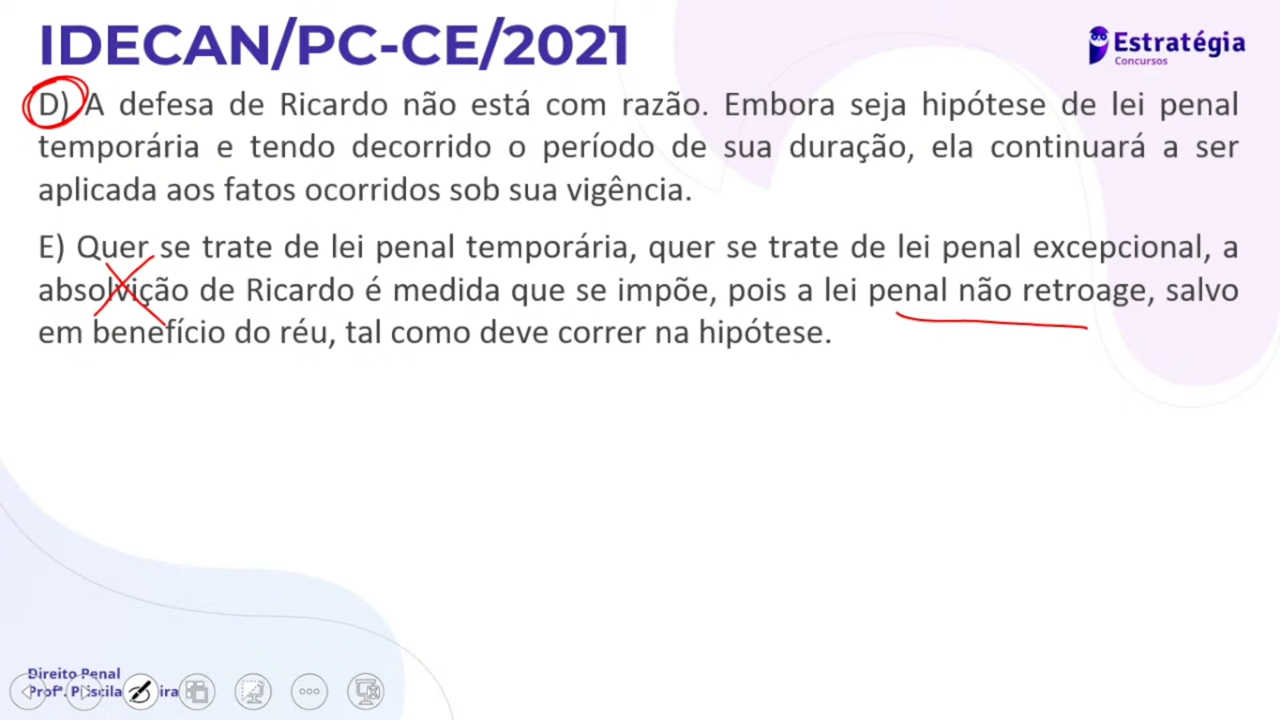 IDECAN/PC-CE/2021
Estratégia
Concursos
D) A defesa de Ricardo não está com razão. Embora seja hipótese de lei penal
temporária e tendo decorrido o período de sua duração, ela continuará a ser
aplicada aos fatos ocorridos sob sua vigência.
E) Quer se trate de lei penal temporária, quer se trate de lei penal excepcional, a
absolvição de Ricardo é medida que se impõe, pois a lei penal não retroage, salvo
em benefício do réu, tal como deve correr na hipótese.
Direito Penal
Profª. Priscila